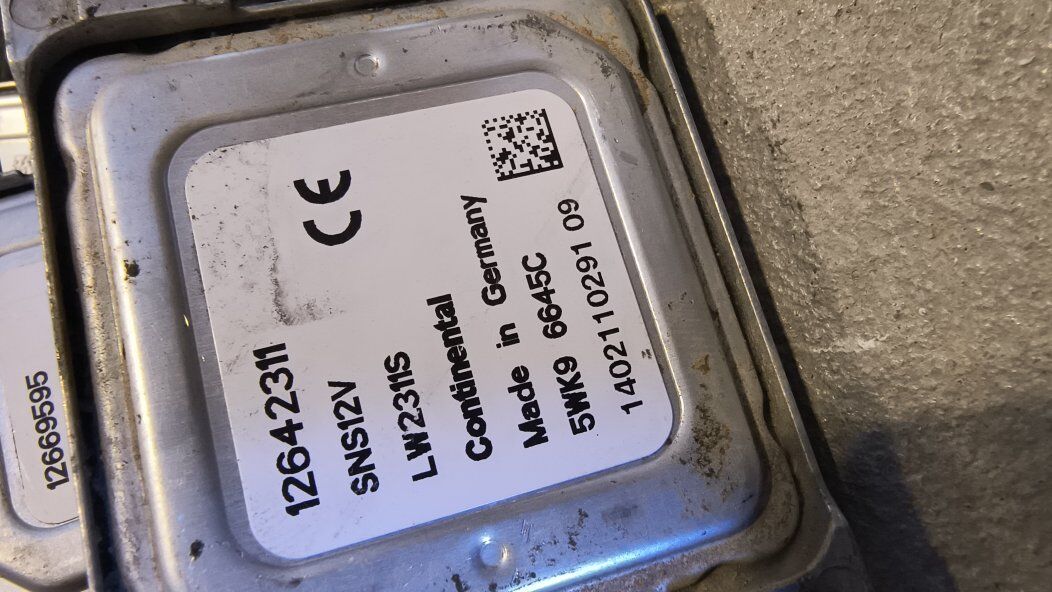 12642311
CE
SNS12V
LW2311S
Continental
Made in Germany
5WK9 6645C
1402110291 09
12669595